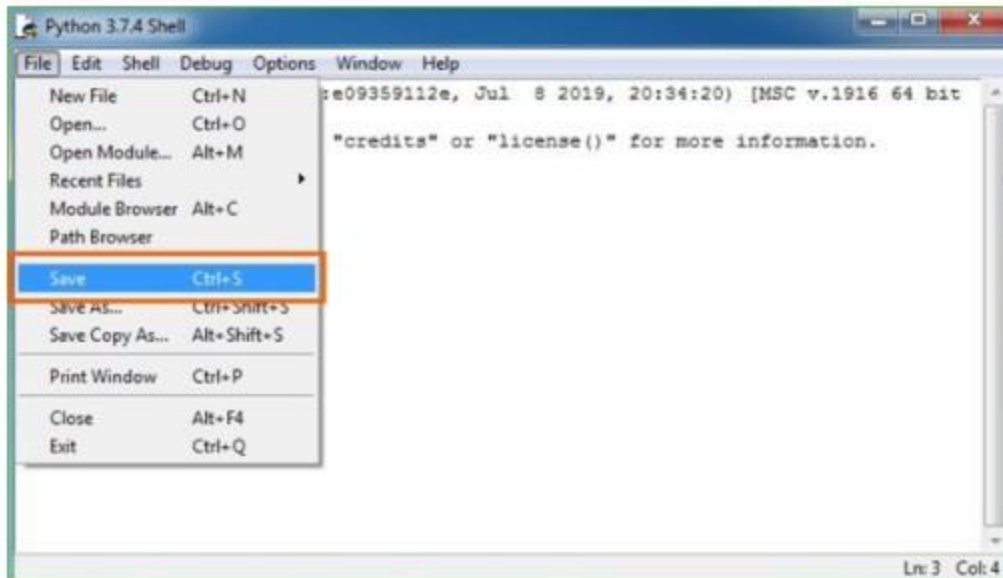 Python 3.7.4 Shell
File Edit Shell Debug Options Window Help
New File Ctrl+N
:e09359112e, Jul 8 2019, 20:34:20) [MSC v.1916 64 bit
Open... Ctrl+O
"credits" or "license()" for more information.
Open Module... Alt+M
Recent Files
Module Browser Alt+C
Path Browser
Save Ctrl+S
Save As... Ctrl+Shift+S
Save Copy As... Alt+Shift+S
Print Window Ctrl+P
Close Alt+F4
Exit Ctrl+Q
Ln: 3 Col: 4